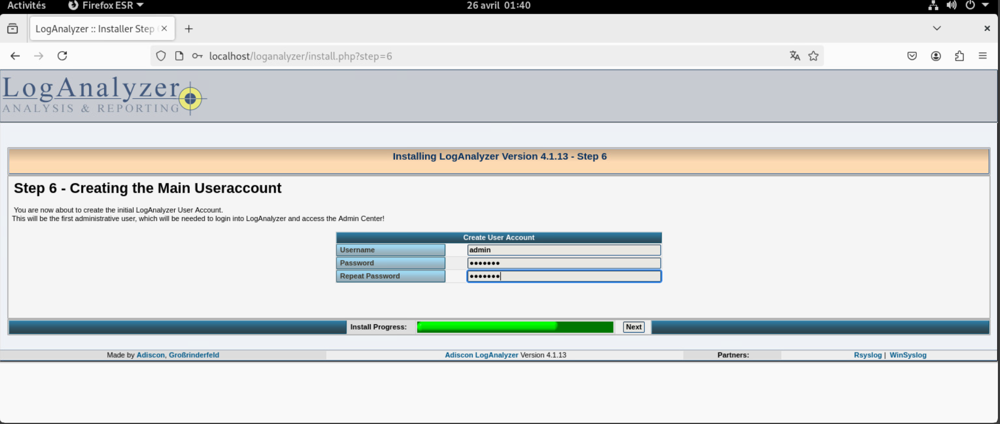 Activités Firefox ESR 26 avril 01:40
LogAnalyzer :: Installer Step
localhost/loganalyzer/install.php?step=6
LogAnalyzer
ANALYSIS & REPORTING
Installing LogAnalyzer Version 4.1.13 - Step 6
Step 6 - Creating the Main Useraccount
You are now about to create the initial LogAnalyzer User Account.
This will be the first administrative user, which will be needed to login into LogAnalyzer and access the Admin Center!
Create User Account
Username admin
Password •••••••
Repeat Password •••••••
Install Progress: Next
Made by Adiscon, Großrinderfeld Adiscon LogAnalyzer Version 4.1.13 Partners: Rsyslog | WinSyslog